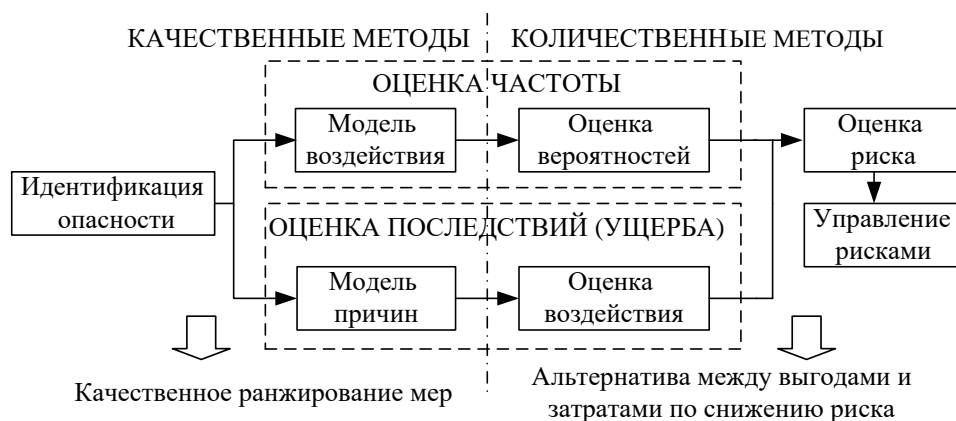 КАЧЕСТВЕННЫЕ МЕТОДЫ
КОЛИЧЕСТВЕННЫЕ МЕТОДЫ
ОЦЕНКА ЧАСТОТЫ
Модель
воздействия
Оценка
вероятностей
Оценка
риска
Идентификация
опасности
ОЦЕНКА ПОСЛЕДСТВИЙ (УЩЕРБА)
Управление
рисками
Модель
причин
Оценка
воздействия
Качественное ранжирование мер
Альтернатива между выгодами и
затратами по снижению риска